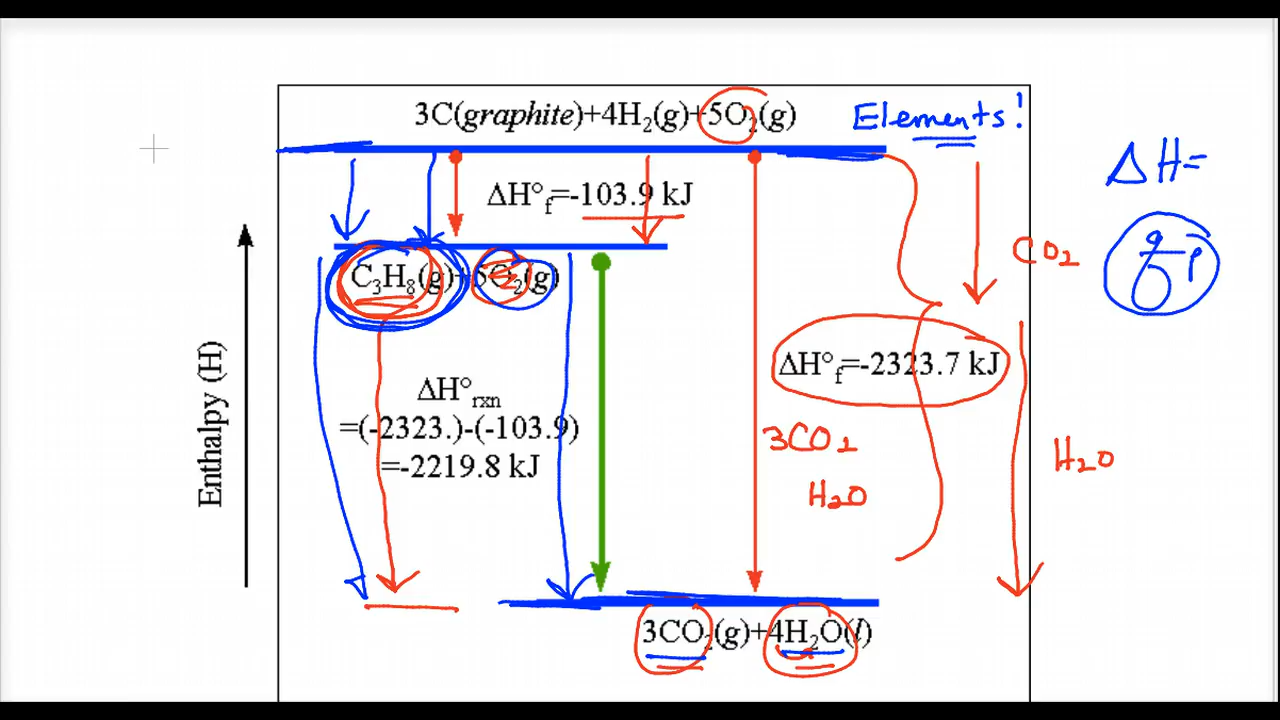 3C(graphite)+4H₂(g)+5O₂(g)
Elements!
ΔH=
q
p
ΔH°f=-103.9 kJ
CO₂
C₃H₈(g)+5O₂(g)
ΔH°f=-2323.7 kJ
ΔH°rxn
=(-2323.)-(-103.9)
=-2219.8 kJ
3CO₂
H₂O
H₂O
Enthalpy (H)
3CO₂(g)+4H₂O(l)